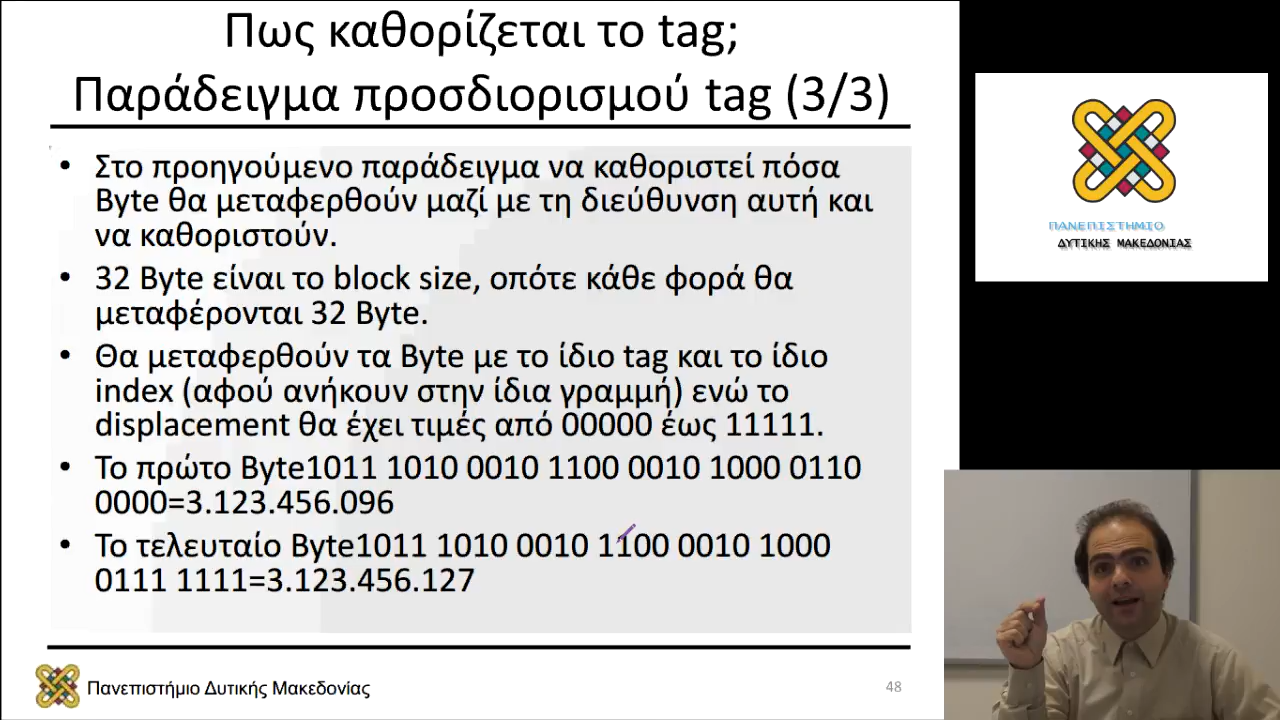 Πως καθορίζεται το tag;
Παράδειγμα προσδιορισμού tag (3/3)
• Στο προηγούμενο παράδειγμα να καθοριστεί πόσα
Byte θα μεταφερθούν μαζί με τη διεύθυνση αυτή και
να καθοριστούν.
• 32 Byte είναι το block size, οπότε κάθε φορά θα
μεταφέρονται 32 Byte.
• Θα μεταφερθούν τα Byte με το ίδιο tag και το ίδιο
index (αφού ανήκουν στην ίδια γραμμή) ενώ το
displacement θα έχει τιμές από 00000 έως 11111.
• Το πρώτο Byte1011 1010 0010 1100 0010 1000 0110
0000=3.123.456.096
• Το τελευταίο Byte1011 1010 0010 1100 0010 1000
0111 1111=3.123.456.127
Πανεπιστήμιο Δυτικής Μακεδονίας
48
ΠΑΝΕΠΙΣΤΗΜΙΟ
ΔΥΤΙΚΗΣ ΜΑΚΕΔΟΝΙΑΣ